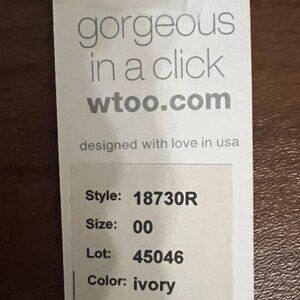 gorgeous
in a click
wtoo.com
designed with love in usa
Style: 18730R
Size: 00
Lot: 45046
Color: ivory